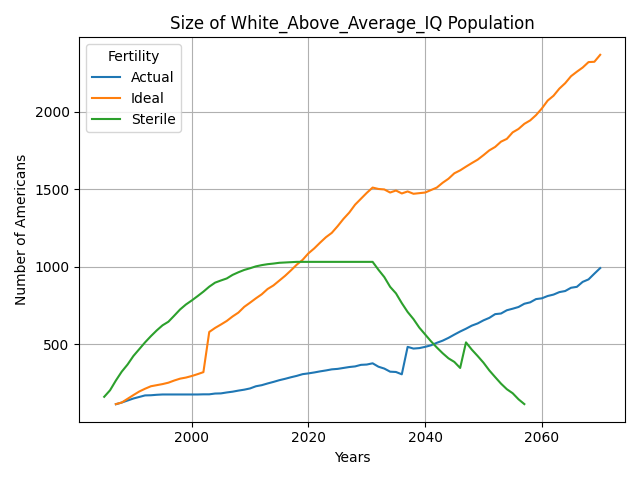 Size of White_Above_Average_IQ Population
Fertility
Actual
Ideal
Sterile
Number of Americans
2000
1500
1000
500
2000
2020
2040
2060
Years